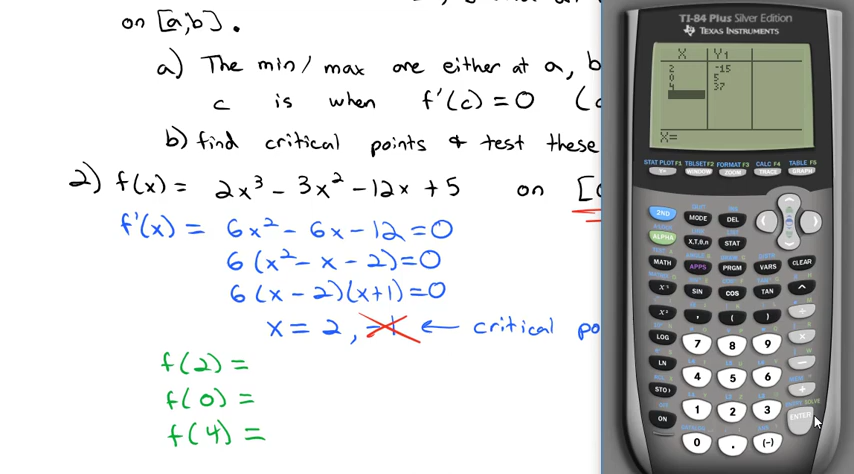 on [a,b].
a) The min/max are either at a, b
c is when f'(c)=0
b) find critical points & test these
2) f(x) = 2x³ - 3x² - 12x + 5 on
f'(x) = 6x² - 6x - 12 = 0
6(x² - x - 2) = 0
6(x - 2)(x+1) = 0
x = 2, -1 ← critical po
f(2) =
f(0) =
f(4) =
TI-84 Plus Silver Edition
TEXAS INSTRUMENTS
X Y1
2 -15
0 5
4 37
X=
STAT PLOT F1 TBLSET F2 FORMAT F3 CALC F4 TABLE F5
Y= WINDOW ZOOM TRACE GRAPH
2ND MODE DEL
ALPHA X,T,θ,n STAT
MATH APPS PRGM VARS CLEAR
x⁻¹ SIN COS TAN ^
x² , ( ) ÷
LOG 7 8 9 ×
LN 4 5 6 −
STO› 1 2 3 +
ON 0 . (-) ENTER